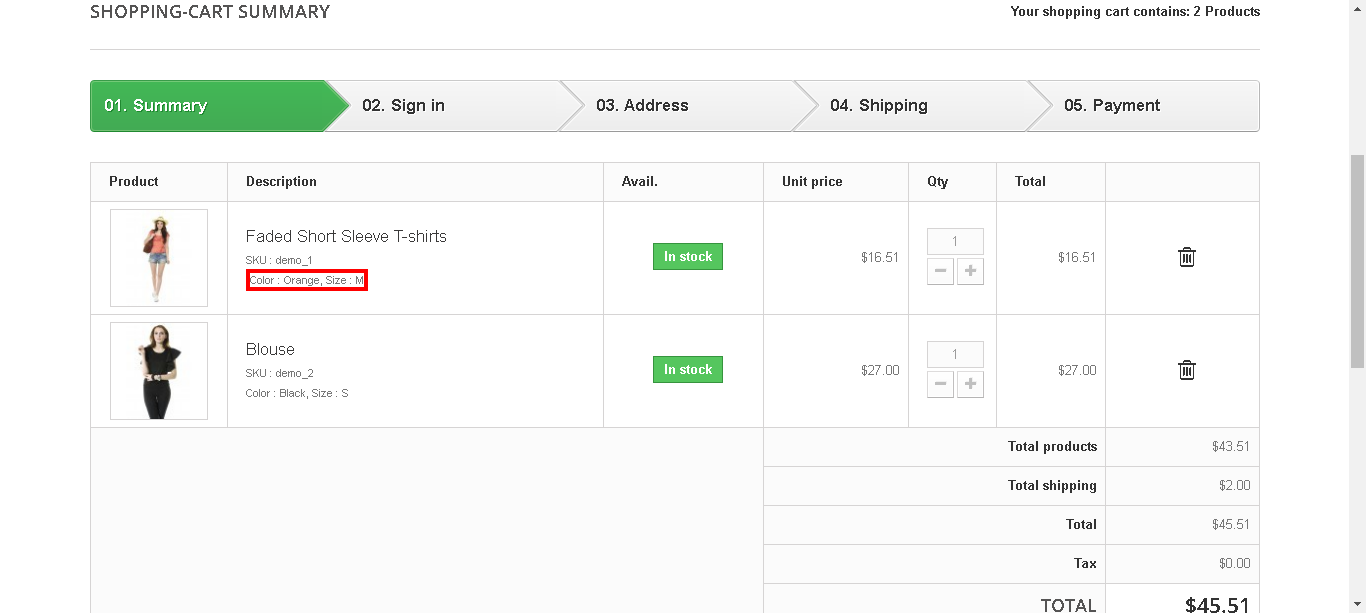 SHOPPING-CART SUMMARY
Your shopping cart contains: 2 Products
01. Summary 02. Sign in 03. Address 04. Shipping 05. Payment
Product Description Avail. Unit price Qty Total
Faded Short Sleeve T-shirts
SKU : demo_1
Color : Orange, Size : M
In stock $16.51 1 $16.51
Blouse
SKU : demo_2
Color : Black, Size : S
In stock $27.00 1 $27.00
Total products $43.51
Total shipping $2.00
Total $45.51
Tax $0.00
TOTAL $45.51